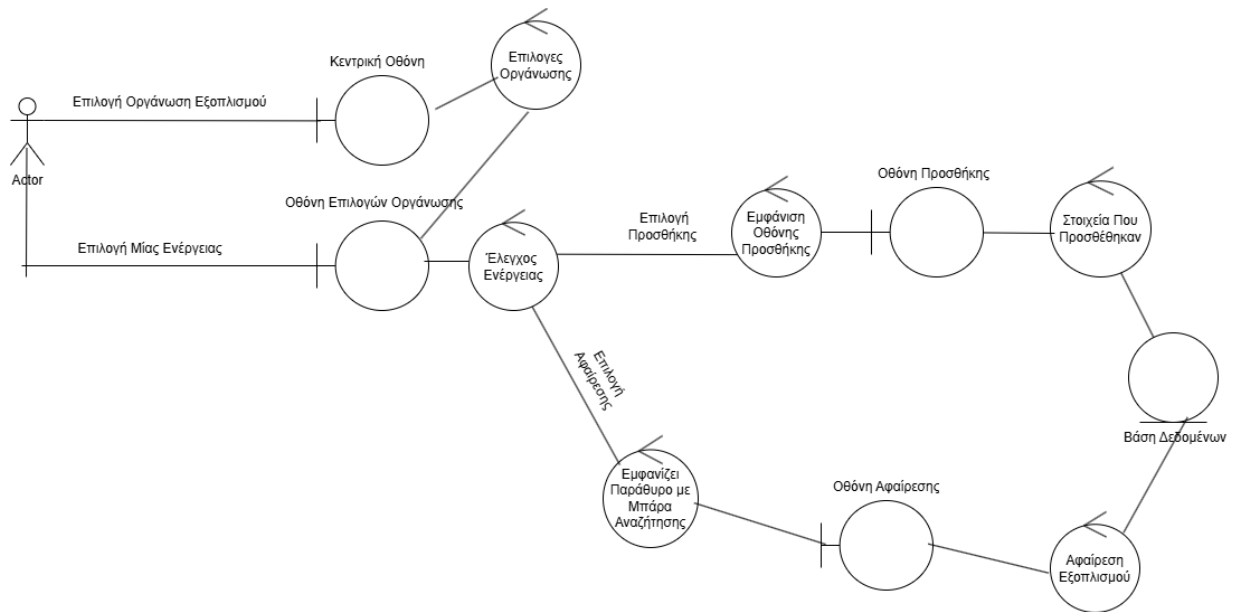 Κεντρική Οθόνη
Επιλογες
Οργάνωσης
Επιλογή Οργάνωση Εξοπλισμού
Actor
Οθόνη Επιλογών Οργάνωσης
Επιλογή Μίας Ενέργειας
Έλεγχος
Ενέργειας
Επιλογή
Προσθήκης
Εμφάνιση
Οθόνης
Προσθήκης
Οθόνη Προσθήκης
Στοιχεία Που
Προσθέθηκαν
Βάση Δεδομένων
Επιλογή
Αφαίρεσης
Εμφανίζει
Παράθυρο με
Μπάρα
Αναζήτησης
Οθόνη Αφαίρεσης
Αφαίρεση
Εξοπλισμού